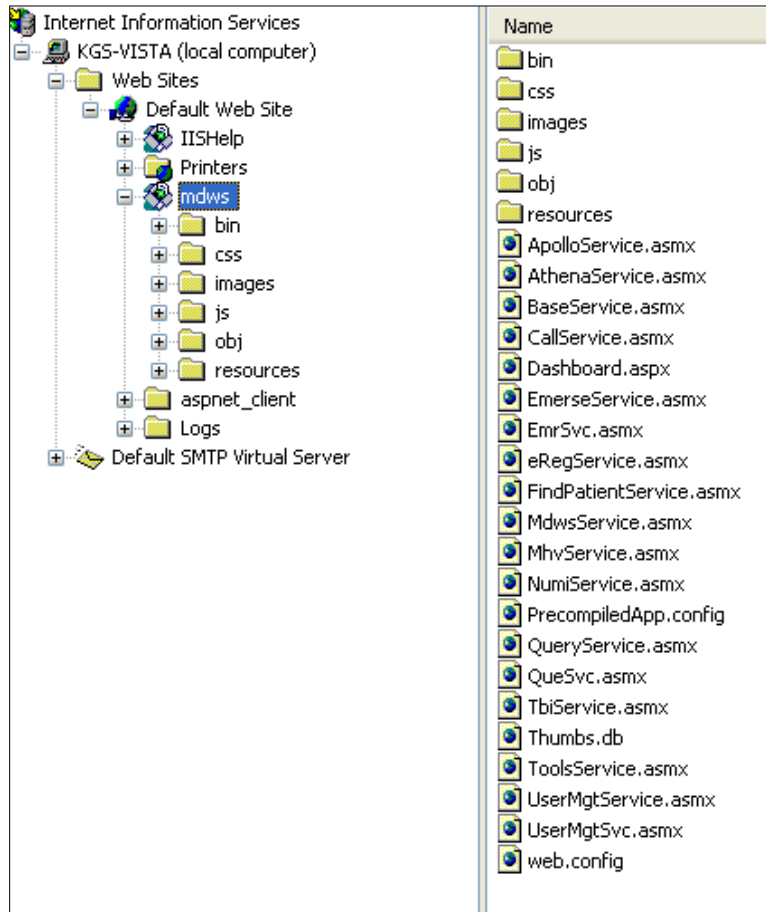 Internet Information Services
KGS-VISTA (local computer)
Web Sites
Default Web Site
IISHelp
Printers
mdws
bin
css
images
js
obj
resources
aspnet_client
Logs
Default SMTP Virtual Server
Name
bin
css
images
js
obj
resources
ApolloService.asmx
AthenaService.asmx
BaseService.asmx
CallService.asmx
Dashboard.aspx
EmerseService.asmx
EmrSvc.asmx
eRegService.asmx
FindPatientService.asmx
MdwsService.asmx
MhvService.asmx
NumiService.asmx
PrecompiledApp.config
QueryService.asmx
QueSvc.asmx
TbiService.asmx
Thumbs.db
ToolsService.asmx
UserMgtService.asmx
UserMgtSvc.asmx
web.config